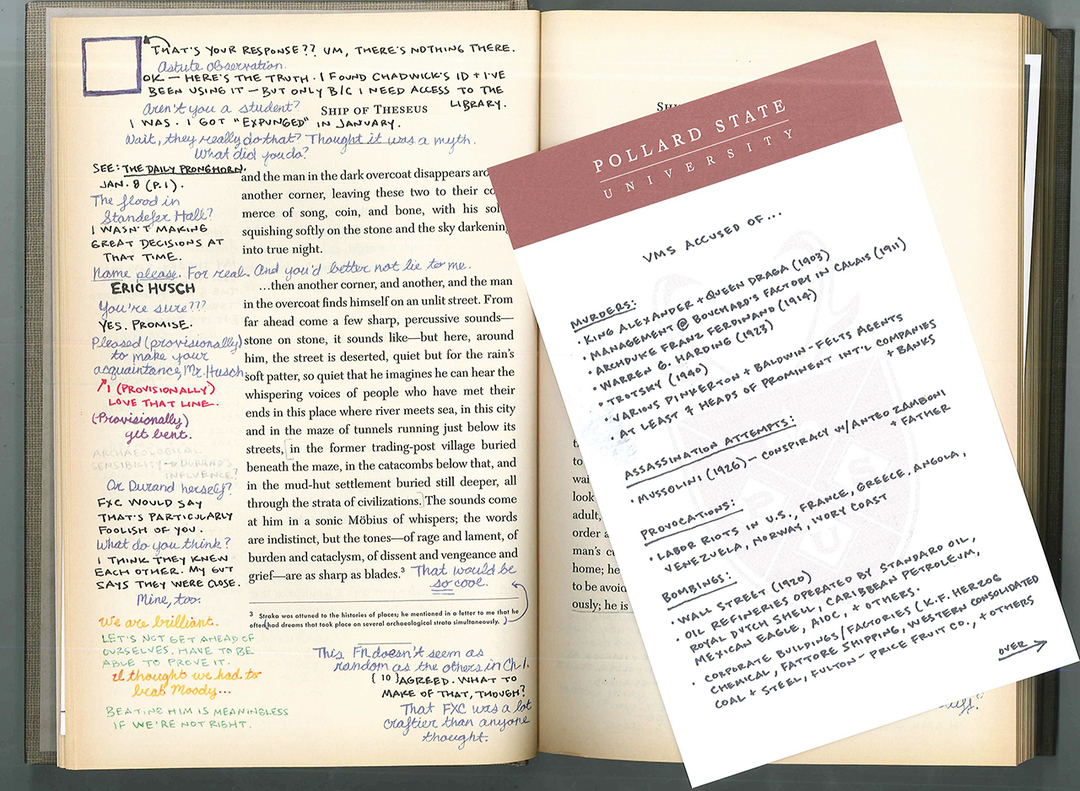 THAT'S YOUR RESPONSE?? UM, THERE'S NOTHING THERE.
Astute observation.
OK – HERE'S THE TRUTH. I FOUND CHADWICK'S ID + I'VE
BEEN USING IT – BUT ONLY B/C I NEED ACCESS TO THE
LIBRARY.
Aren't you a student?
SHIP OF THESEUS
I WAS. I GOT "EXPUNGED" IN JANUARY.
Wait, they really do that? Thought it was a myth.
What did you do?
SEE: THE DAILY PRONGHORN,
JAN. 8 (P.1).
The flood in
Standefer Hall?
I WASN'T MAKING
GREAT DECISIONS AT
THAT TIME.
Name please. For real. And you'd better not lie to me.
ERIC HUSCH
You're sure???
YES. PROMISE.
Pleased (provisionally)
to make your
acquaintance, Mr. Husch
I (PROVISIONALLY)
LOVE THAT LINE.
(Provisionally)
get bent.
ARCHAEOLOGICAL
SENSIBILITY → DURAND'S
INFLUENCE?
Or Durand herself?
FXC WOULD SAY
THAT'S PARTICULARLY
FOOLISH OF YOU.
What do you think?
I THINK THEY KNEW
EACH OTHER. MY GUT
SAYS THEY WERE CLOSE.
Mine, too.
we are brilliant.
LET'S NOT GET AHEAD OF
OURSELVES. HAVE TO BE
ABLE TO PROVE IT.
I thought we had to
beat Moody...
BEATING HIM IS MEANINGLESS
IF WE'RE NOT RIGHT.
and the man in the dark overcoat disappears
another corner, leaving these two to their
merce of song, coin, and bone, with his
squishing softly on the stone and the sky darkening
into true night.
...then another corner, and another, and the man
in the overcoat finds himself on an unlit street. From
far ahead come a few sharp, percussive sounds—
stone on stone, it sounds like—but here, around
him, the street is deserted, quiet but for the rain's
soft patter, so quiet that he imagines he can hear the
whispering voices of people who have met their
ends in this place where river meets sea, in this city
and in the maze of tunnels running just below its
streets, in the former trading-post village buried
beneath the maze, in the catacombs below that, and
in the mud-hut settlement buried still deeper, all
through the strata of civilizations. The sounds come
at him in a sonic Möbius of whispers; the words
are indistinct, but the tones—of rage and lament, of
burden and cataclysm, of dissent and vengeance and
grief—are as sharp as blades.³
That would be
so cool.
3 Straka was attuned to the histories of places; he mentioned in a letter to me that he
often had dreams that took place on several archaeological strata simultaneously.
This FN doesn't seem as
random as the others in Ch 1.
{10} AGREED. WHAT TO
MAKE OF THAT, THOUGH?
That FXC was a lot
craftier than anyone
thought.
POLLARD STATE
UNIVERSITY
VMS ACCUSED OF...
MURDERS:
• KING ALEXANDER + QUEEN DRAGA (1903)
• MANAGEMENT @ BOUCHARD'S FACTORY IN CALAIS (1911)
• ARCHDUKE FRANZ FERDINAND (1914)
• WARREN G. HARDING (1923)
• TROTSKY (1940)
• VARIOUS PINKERTON + BALDWIN-FELTS AGENTS
• AT LEAST 7 HEADS OF PROMINENT INT'L COMPANIES
+ BANKS
ASSASSINATION ATTEMPTS:
• MUSSOLINI (1926) – CONSPIRACY W/ANTEO ZAMBONI
+ FATHER
PROVOCATIONS:
• LABOR RIOTS IN U.S., FRANCE, GREECE, ANGOLA,
VENEZUELA, NORWAY, IVORY COAST
BOMBINGS:
• WALL STREET (1920)
• OIL REFINERIES OPERATED BY STANDARD OIL,
ROYAL DUTCH SHELL, CARIBBEAN PETROLEUM,
MEXICAN EAGLE, AIOC, + OTHERS.
• CORPORATE BUILDINGS/FACTORIES (K.F. HERZOG
CHEMICAL, FATTORE SHIPPING, WESTERN CONSOLIDATED
COAL + STEEL, FULTON-PRICE FRUIT CO., + OTHERS
OVER →
wai
look
adult,
order a
man's c
home; he
to be avoid
ously; he is